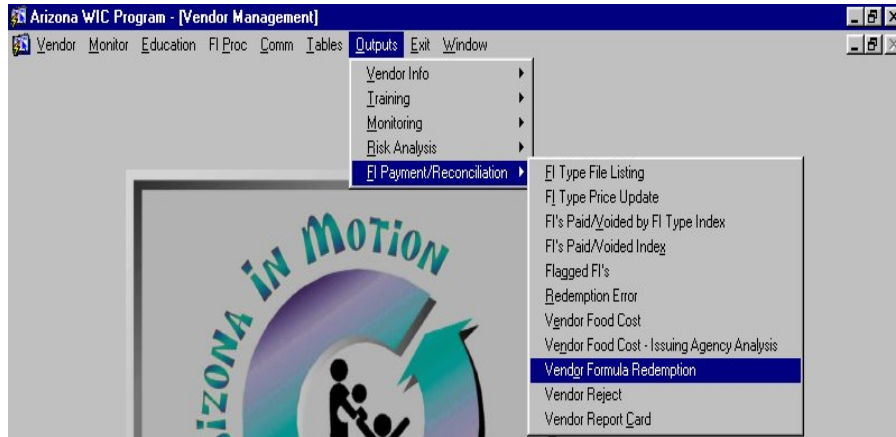 Arizona WIC Program - [Vendor Management]
Vendor Monitor Education FI Proc Comm Tables Outputs Exit Window
Vendor Info
Training
Monitoring
Risk Analysis
FI Payment/Reconciliation
FI Type File Listing
FI Type Price Update
FI's Paid/Voided by FI Type Index
FI's Paid/Voided Index
Flagged FI's
Redemption Error
Vendor Food Cost
Vendor Food Cost - Issuing Agency Analysis
Vendor Formula Redemption
Vendor Reject
Vendor Report Card
IZONA IN MOTION